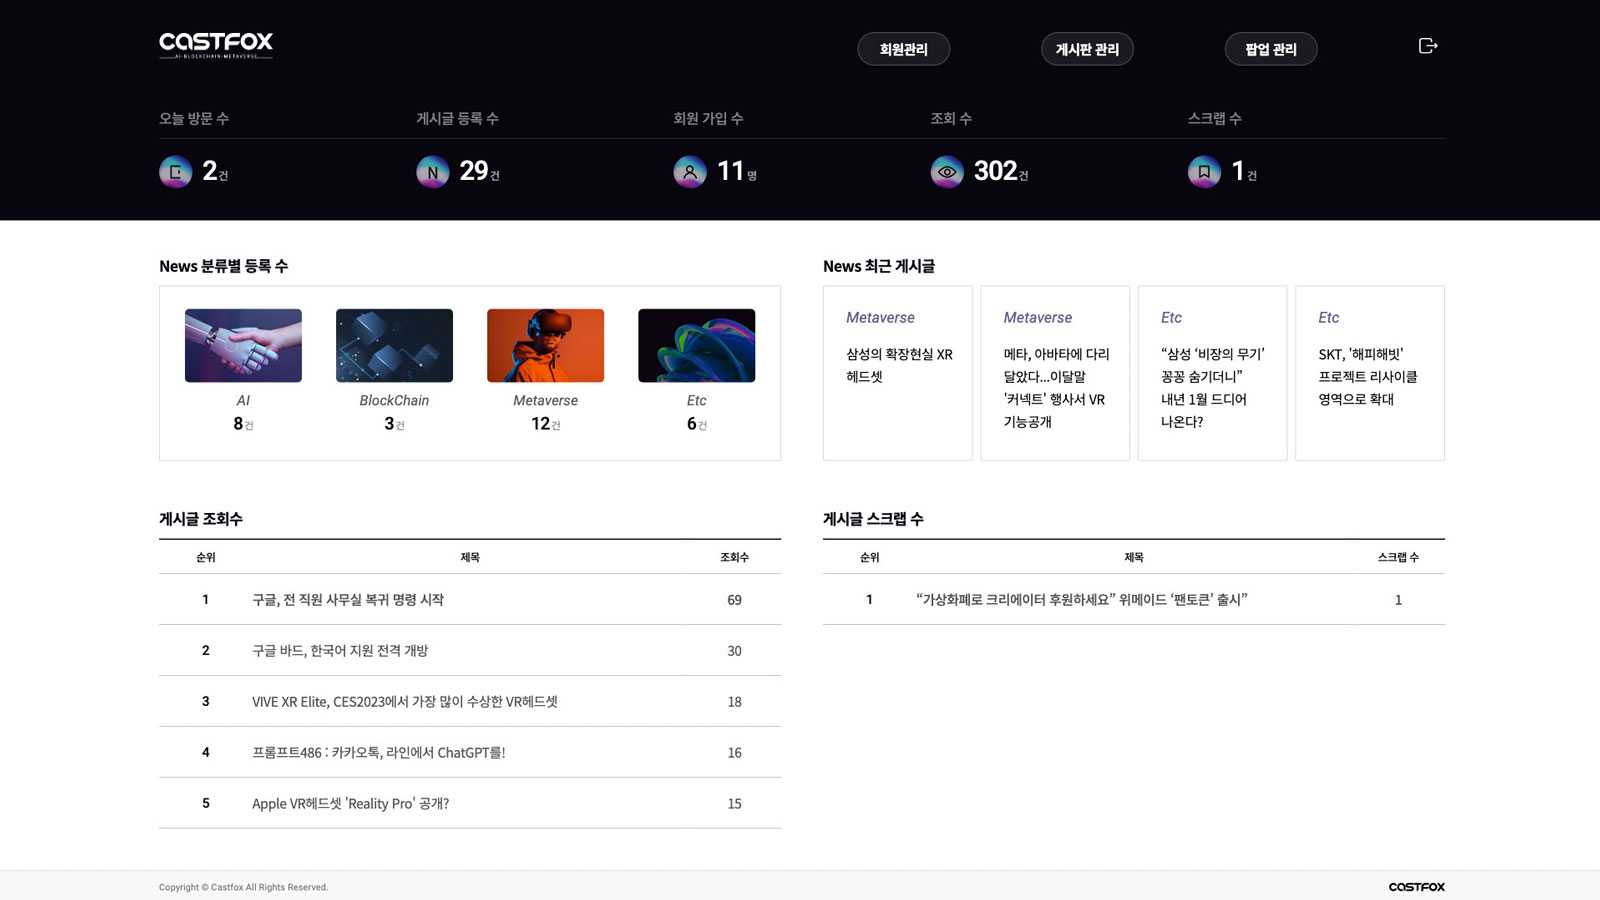 CASTFOX
AI·BLOCKCHAIN·METAVERSE
회원관리
게시판 관리
팝업 관리
오늘 방문 수
게시글 등록 수
회원 가입 수
조회 수
스크랩 수
2건
N
29건
11명
302건
1건
News 분류별 등록 수
AI
8건
BlockChain
3건
Metaverse
12건
Etc
6건
News 최근 게시글
Metaverse
삼성의 확장현실 XR
헤드셋
Metaverse
메타, 아바타에 다리
달았다...이달말
'커넥트' 행사서 VR
기능공개
Etc
“삼성 ‘비장의 무기’
꽁꽁 숨기더니”
내년 1월 드디어
나온다?
Etc
SKT, '해피해빗'
프로젝트 리사이클
영역으로 확대
게시글 조회수
순위 제목 조회수
1 구글, 전 직원 사무실 복귀 명령 시작 69
2 구글 바드, 한국어 지원 전격 개방 30
3 VIVE XR Elite, CES2023에서 가장 많이 수상한 VR헤드셋 18
4 프롬프트486 : 카카오톡, 라인에서 ChatGPT를! 16
5 Apple VR헤드셋 'Reality Pro' 공개? 15
게시글 스크랩 수
순위 제목 스크랩 수
1 “가상화폐로 크리에이터 후원하세요” 위메이드 ‘팬토큰’ 출시” 1
Copyright © Castfox All Rights Reserved.
CASTFOX